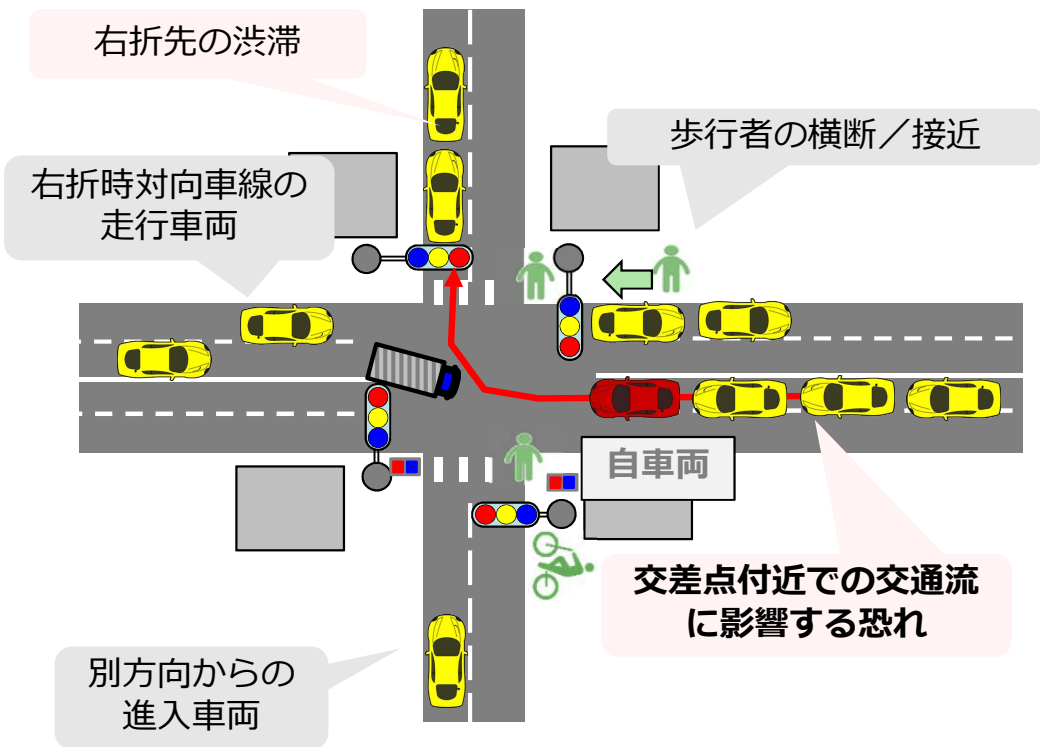 右折先の渋滞
歩行者の横断／接近
右折時対向車線の
走行車両
自車両
交差点付近での交通流
に影響する恐れ
別方向からの
進入車両